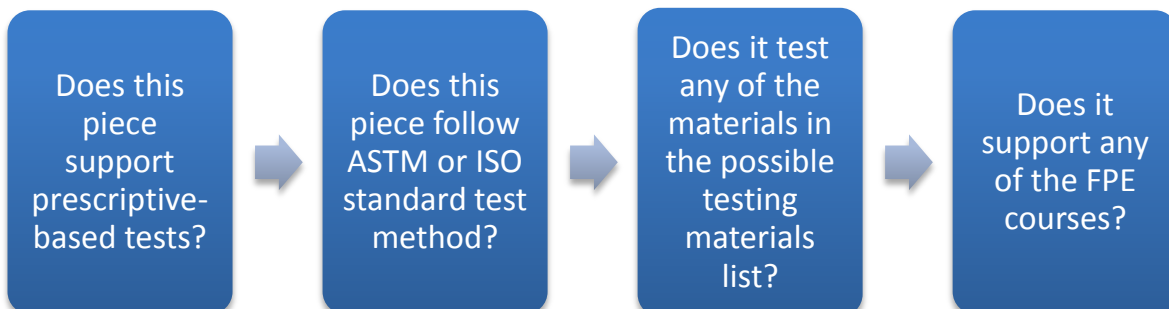 Does this
piece
support
prescriptive-
based tests?
Does this
piece follow
ASTM or ISO
standard test
method?
Does it test
any of the
materials in
the possible
testing
materials
list?
Does it
support any
of the FPE
courses?